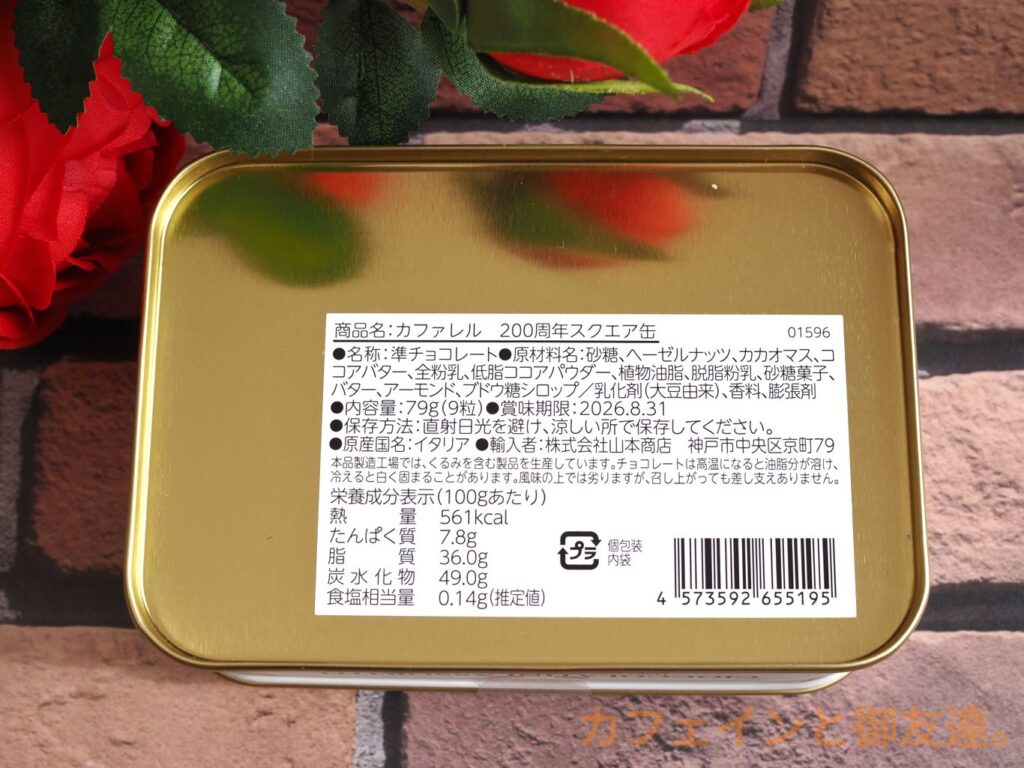 商品名:カファレル 200周年スクエア缶 01596
●名称:準チョコレート●原材料名:砂糖、ヘーゼルナッツ、カカオマス、コ
コアバター、全粉乳、低脂ココアパウダー、植物油脂、脱脂粉乳、砂糖菓子、
バター、アーモンド、ブドウ糖シロップ／乳化剤(大豆由来)、香料、膨張剤
●内容量:79g(9粒)●賞味期限:2026.8.31
●保存方法:直射日光を避け、涼しい所で保存してください。
●原産国名:イタリア ●輸入者:株式会社山本商店 神戸市中央区京町79
本品製造工場では、くるみを含む製品を生産しています。チョコレートは高温になると油脂分が溶け、
冷えると白く固まることがあります。風味の上では劣りますが、召し上がっても差し支えありません。
栄養成分表示(100gあたり)
熱量 561kcal
たんぱく質 7.8g
脂質 36.0g
炭水化物 49.0g
食塩相当量 0.14g(推定値)
プラ 個包装
内袋
4 573592 655195
カフェインと御友達。